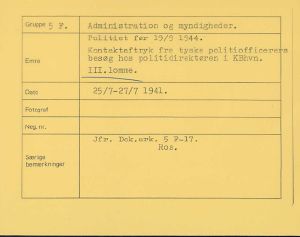 Gruppe 5 F. Administration og myndigheder.
Politiet før 19/9 1944.
Emne Kontaktaftryk fra tyske politiofficerers
besøg hos politidirektøren i KBhvn.
III.lomme.
Dato 25/7-27/7 1941.
Fotograf
Neg. nr.
Særlige bemærkninger Jfr. Dok.ark. 5 F-17.
Ros.